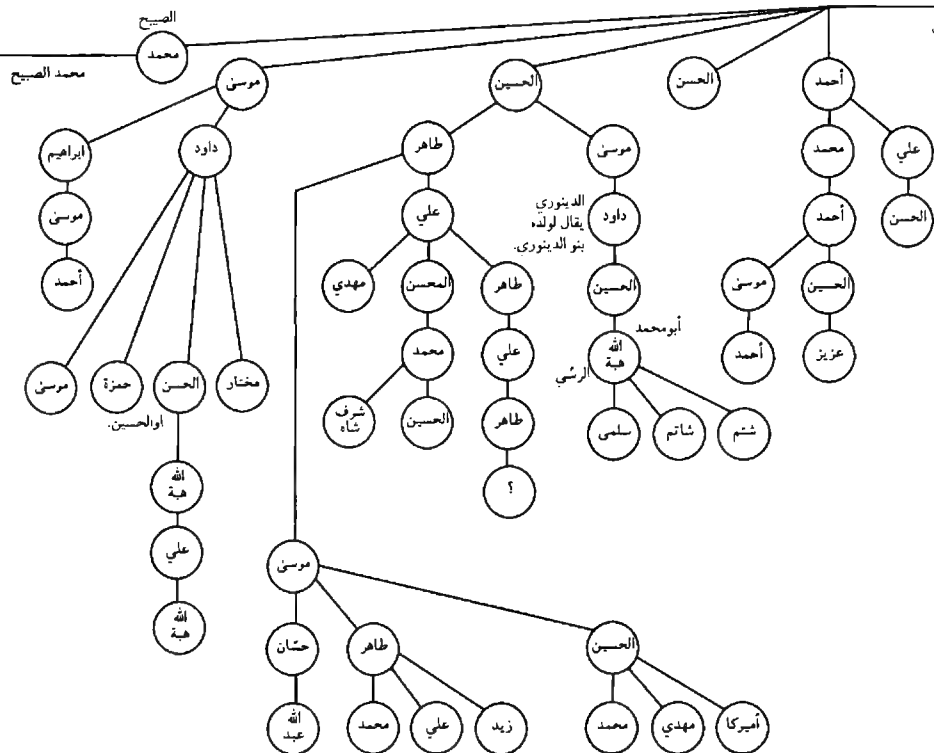 الصبيح
محمد
محمد الصبيح
أحمد
الحسن
الحسين
موسىٰ
علي
محمد
موسىٰ
طاهر
داود
ابراهيم
الحسن
أحمد
داود
الدينوري
يقال لولده
بنو الدينوري.
علي
موسىٰ
الحسين
موسىٰ
الحسين
طاهر
المحسن
مهدي
أحمد
عزيز
أحمد
أبومحمد
الله
هبة
الرسّي
علي
محمد
مختار
الحسن
اوالحسين.
حمزة
موسىٰ
شتم
شاتم
سلمى
طاهر
الحسين
شرف
شاه
؟
الله
هبة
علي
الله
هبة
موسىٰ
الحسين
طاهر
حسّان
أميركا
مهدي
محمد
زيد
علي
محمد
الله
عبد